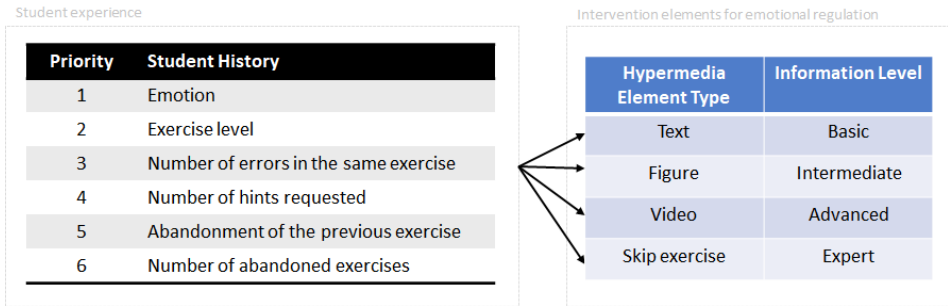 Student experience
Priority Student History
1 Emotion
2 Exercise level
3 Number of errors in the same exercise
4 Number of hints requested
5 Abandonment of the previous exercise
6 Number of abandoned exercises
Intervention elements for emotional regulation
Hypermedia
Element Type
Information Level
Text Basic
Figure Intermediate
Video Advanced
Skip exercise Expert